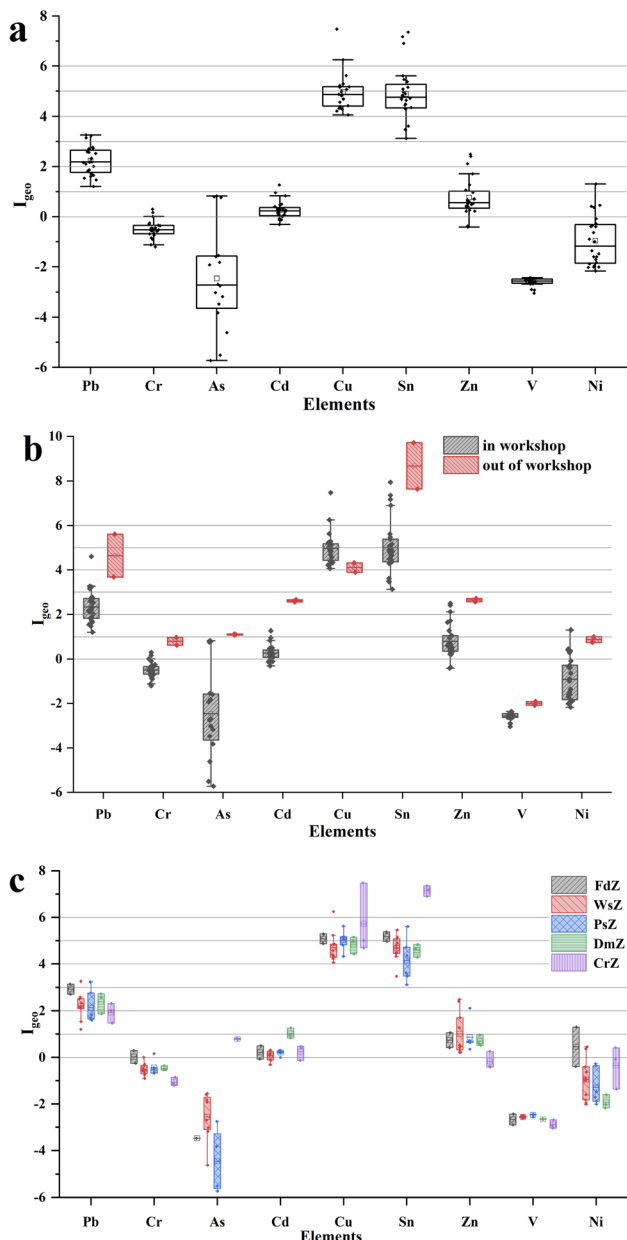 a
8
6
4
2
0
-2
-4
-6
I_geo
Pb Cr As Cd Cu Sn Zn V Ni
Elements
b
in workshop
out of workshop
10
8
6
4
2
0
-2
-4
-6
I_geo
Pb Cr As Cd Cu Sn Zn V Ni
Elements
c
FdZ
WsZ
PsZ
DmZ
CrZ
8
6
4
2
0
-2
-4
-6
I_geo
Pb Cr As Cd Cu Sn Zn V Ni
Elements